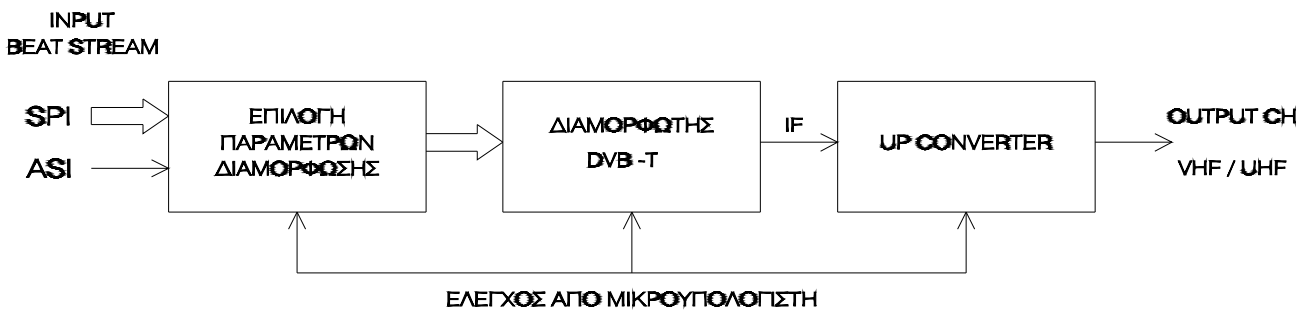 INPUT
BEAT STREAM
SPI
ASI
ΕΠΙΛΟΓΗ
ΠΑΡΑΜΕΤΡΩΝ
ΔΙΑΜΟΡΦΩΣΗΣ
ΔΙΑΜΟΡΦΩΤΗΣ
DVB -T
IF
UP CONVERTER
OUTPUT CH
VHF / UHF
ΕΛΕΓΧΟΣ ΑΠΟ ΜΙΚΡΟΥΠΟΛΟΓΙΣΤΗ